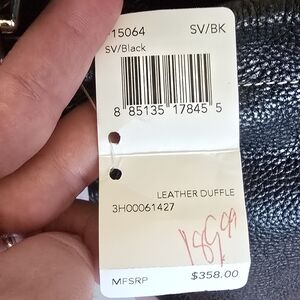 15064 SV/BK
SV/Black
8 85135 17845 5
LEATHER DUFFLE
3H00061427
MFSRP $358.00